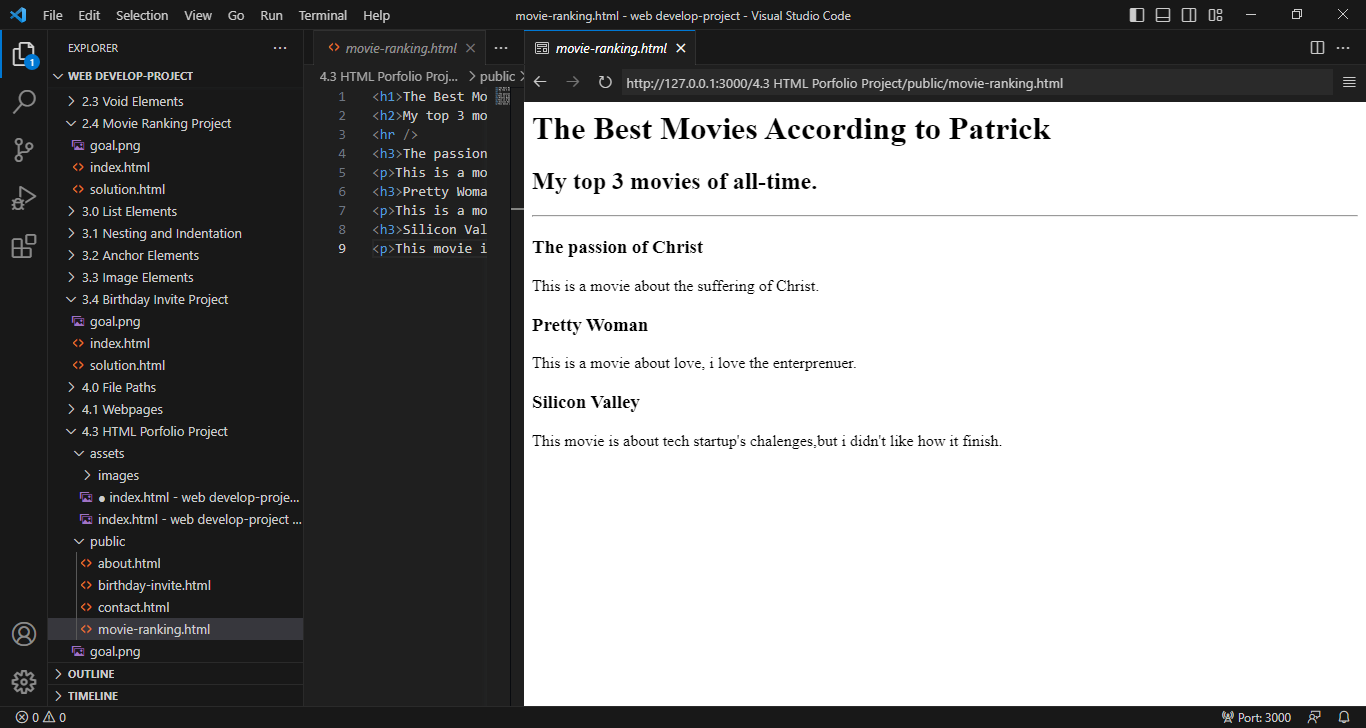 File Edit Selection View Go Run Terminal Help
movie-ranking.html - web develop-project - Visual Studio Code
EXPLORER
1
WEB DEVELOP-PROJECT
2.3 Void Elements
2.4 Movie Ranking Project
goal.png
index.html
solution.html
3.0 List Elements
3.1 Nesting and Indentation
3.2 Anchor Elements
3.3 Image Elements
3.4 Birthday Invite Project
goal.png
index.html
solution.html
4.0 File Paths
4.1 Webpages
4.3 HTML Porfolio Project
assets
images
● index.html - web develop-proje...
index.html - web develop-project ...
public
about.html
birthday-invite.html
contact.html
movie-ranking.html
goal.png
OUTLINE
TIMELINE
movie-ranking.html
4.3 HTML Porfolio Proj... > public >
1 <h1>The Best Mo
2 <h2>My top 3 mo
3 <hr />
4 <h3>The passion
5 <p>This is a mo
6 <h3>Pretty Woma
7 <p>This is a mo
8 <h3>Silicon Val
9 <p>This movie i
movie-ranking.html
http://127.0.0.1:3000/4.3 HTML Porfolio Project/public/movie-ranking.html
The Best Movies According to Patrick
My top 3 movies of all-time.
The passion of Christ
This is a movie about the suffering of Christ.
Pretty Woman
This is a movie about love, i love the enterprenuer.
Silicon Valley
This movie is about tech startup's chalenges,but i didn't like how it finish.
0 0
Port: 3000